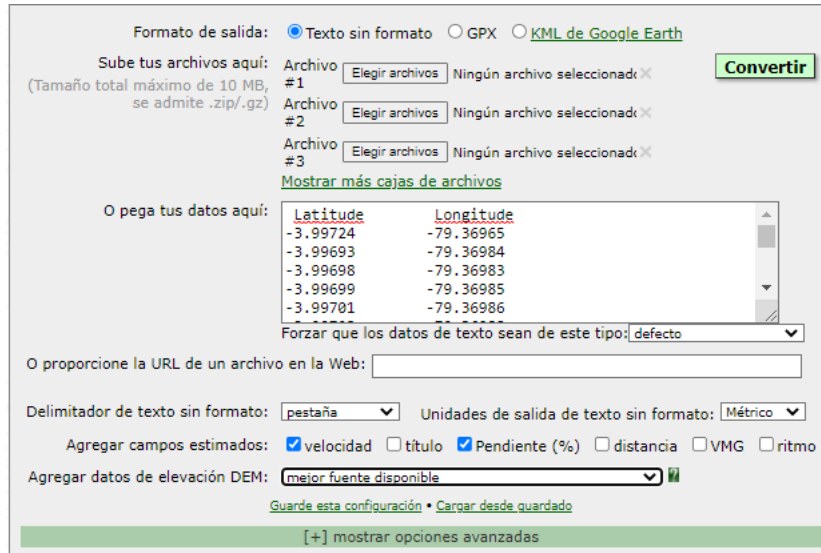 Formato de salida: Texto sin formato GPX KML de Google Earth
Sube tus archivos aquí:
(Tamaño total máximo de 10 MB,
se admite .zip/.gz)
Archivo #1 Elegir archivos Ningún archivo seleccionado
Archivo #2 Elegir archivos Ningún archivo seleccionado
Archivo #3 Elegir archivos Ningún archivo seleccionado
Convertir
Mostrar más cajas de archivos
O pega tus datos aquí:
Latitude Longitude
-3.99724 -79.36965
-3.99693 -79.36984
-3.99698 -79.36983
-3.99699 -79.36985
-3.99701 -79.36986
Forzar que los datos de texto sean de este tipo: defecto
O proporcione la URL de un archivo en la Web:
Delimitador de texto sin formato: pestaña Unidades de salida de texto sin formato: Métrico
Agregar campos estimados: velocidad título Pendiente (%) distancia VMG ritmo
Agregar datos de elevación DEM: mejor fuente disponible ?
Guarde esta configuración • Cargar desde guardado
[+] mostrar opciones avanzadas